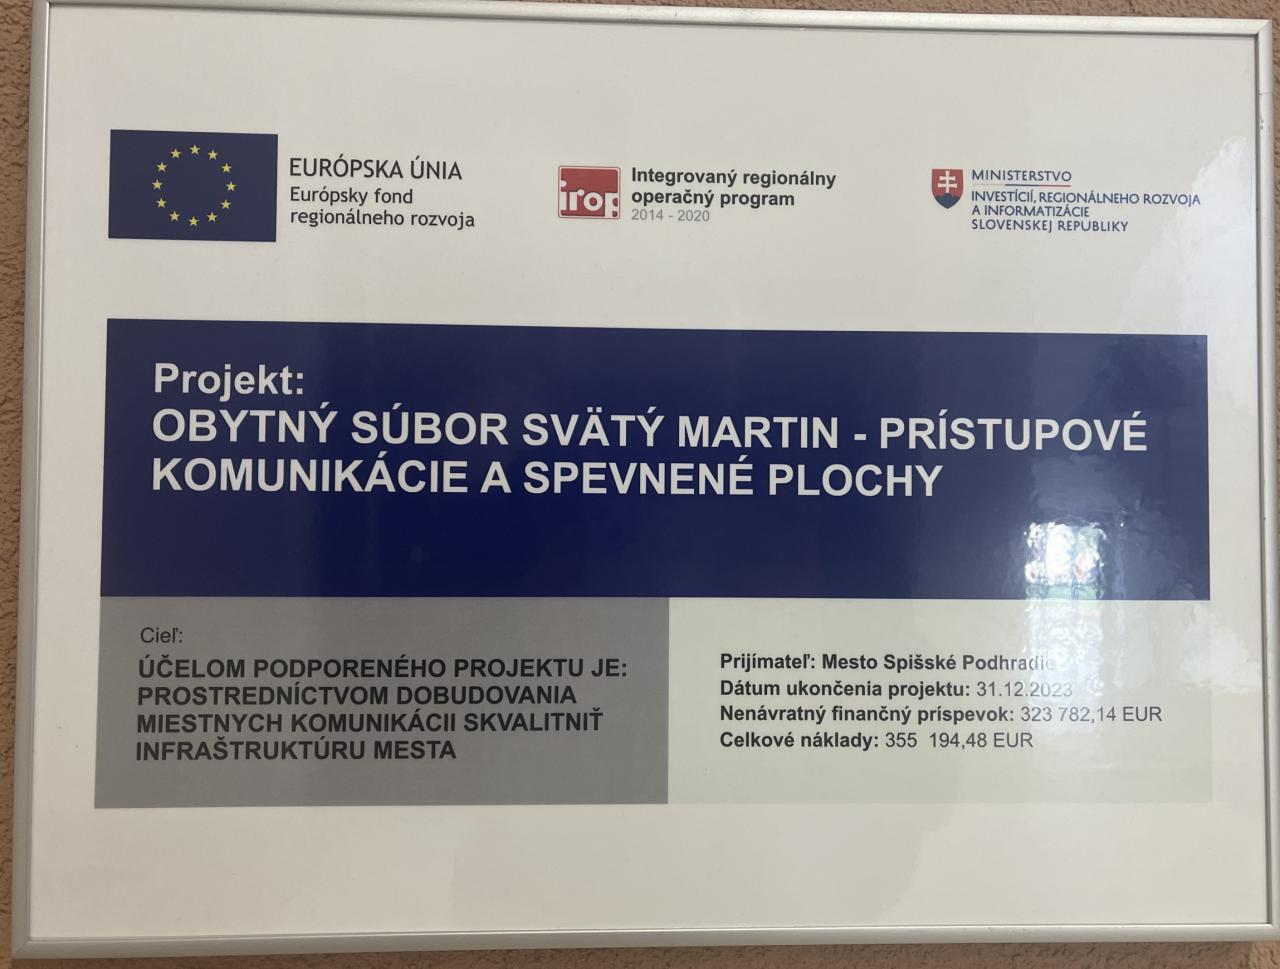 EURÓPSKA ÚNIA
Európsky fond
regionálneho rozvoja
irop
Integrovaný regionálny
operačný program
2014 - 2020
MINISTERSTVO
INVESTÍCIÍ, REGIONÁLNEHO ROZVOJA
A INFORMATIZÁCIE
SLOVENSKEJ REPUBLIKY
Projekt:
OBYTNÝ SÚBOR SVÄTÝ MARTIN - PRÍSTUPOVÉ
KOMUNIKÁCIE A SPEVNENÉ PLOCHY
Cieľ:
ÚČELOM PODPORENÉHO PROJEKTU JE:
PROSTREDNÍCTVOM DOBUDOVANIA
MIESTNYCH KOMUNIKÁCII SKVALITNIŤ
INFRAŠTRUKTÚRU MESTA
Prijímateľ: Mesto Spišské Podhradie
Dátum ukončenia projektu: 31.12.2023
Nenávratný finančný príspevok: 323 782,14 EUR
Celkové náklady: 355 194,48 EUR